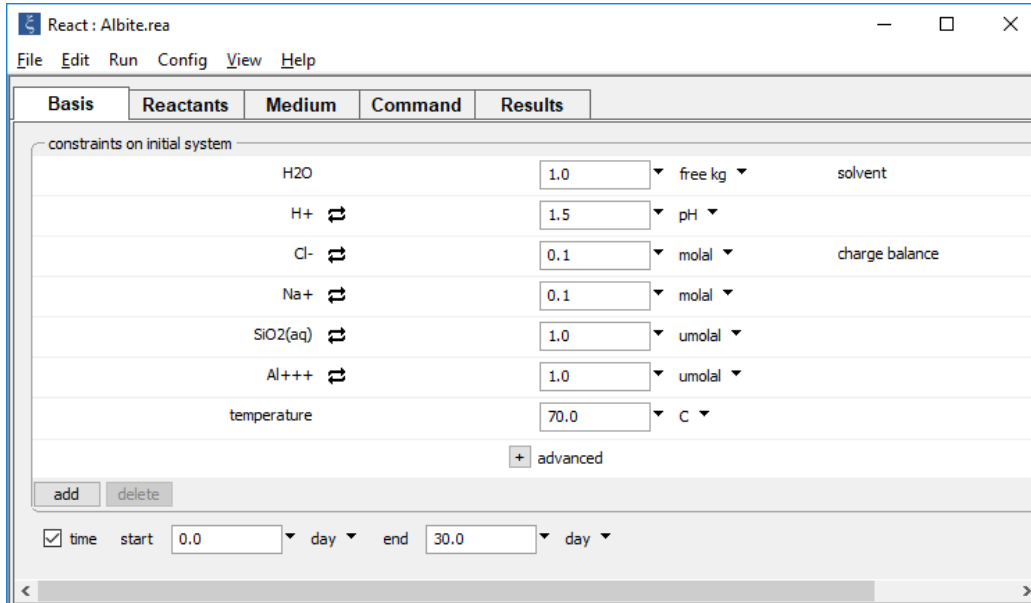 React : Albite.rea
File Edit Run Config View Help
Basis Reactants Medium Command Results
constraints on initial system
H2O 1.0 free kg solvent
H+ 1.5 pH
Cl- 0.1 molal charge balance
Na+ 0.1 molal
SiO2(aq) 1.0 umolal
Al+++ 1.0 umolal
temperature 70.0 C
+ advanced
add delete
time start 0.0 day end 30.0 day